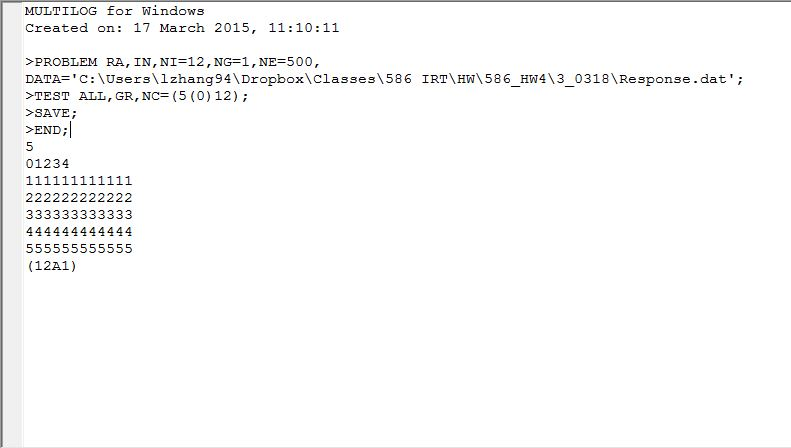 MULTILOG for Windows
Created on: 17 March 2015, 11:10:11
>PROBLEM RA,IN,NI=12,NG=1,NE=500,
DATA='C:\Users\lzhang94\Dropbox\Classes\586 IRT\HW\586_HW4\3_0318\Response.dat';
>TEST ALL,GR,NC=(5(0)12);
>SAVE;
>END;
5
01234
111111111111
222222222222
333333333333
444444444444
555555555555
(12A1)